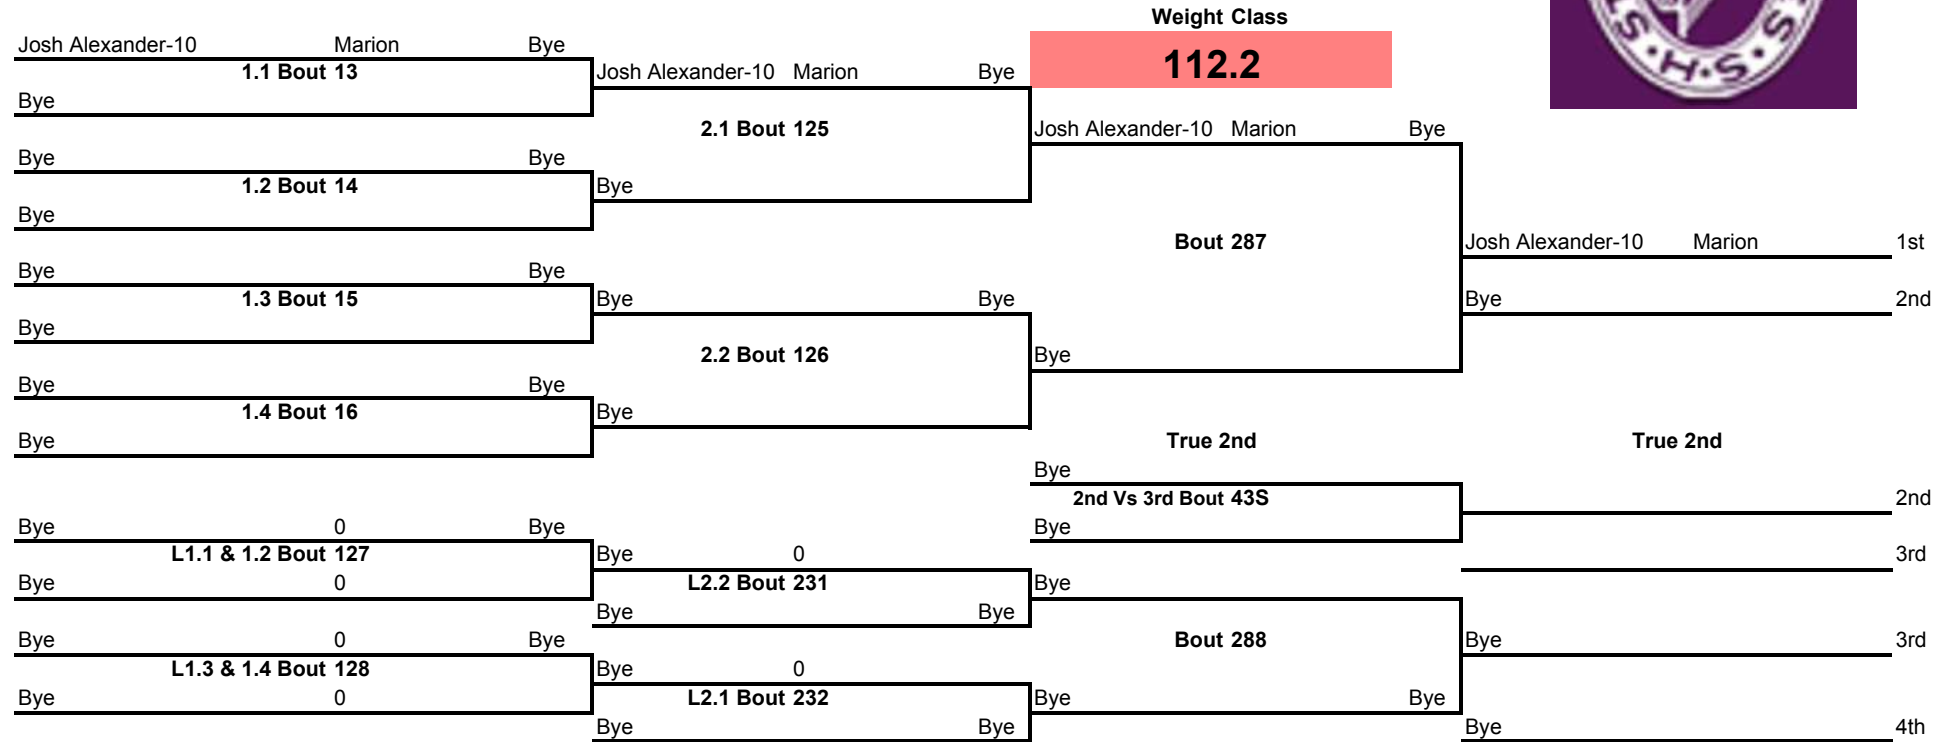 Weight Class
112.2
S.H.S
Josh Alexander-10 Marion Bye
1.1 Bout 13
Bye
Josh Alexander-10 Marion Bye
2.1 Bout 125
Bye Bye
1.2 Bout 14
Bye
Bye
Josh Alexander-10 Marion Bye
Bout 287
Bye Bye
1.3 Bout 15
Bye
Bye Bye
2.2 Bout 126
Bye Bye
1.4 Bout 16
Bye
Bye
Bye
Josh Alexander-10 Marion 1st
Bye 2nd
True 2nd
True 2nd
Bye
2nd Vs 3rd Bout 43S
Bye
2nd
3rd
Bye 0 Bye
L1.1 & 1.2 Bout 127
Bye 0
Bye 0
L2.2 Bout 231
Bye Bye
Bye 0 Bye
L1.3 & 1.4 Bout 128
Bye 0
Bye 0
L2.1 Bout 232
Bye Bye
Bye
Bout 288
Bye Bye
Bye 3rd
Bye 4th